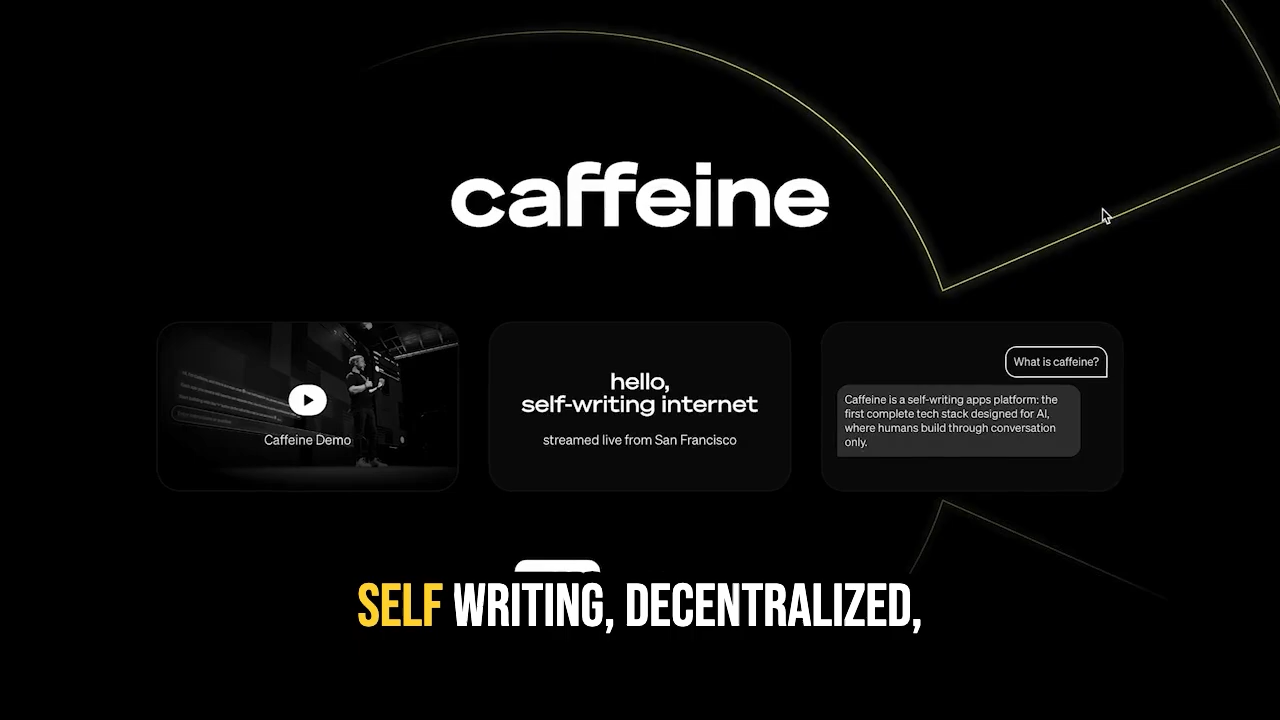 caffeine
Caffeine Demo
hello,
self-writing internet
streamed live from San Francisco
What is caffeine?
Caffeine is a self-writing apps platform: the
first complete tech stack designed for AI,
where humans build through conversation
only.
SELF WRITING, DECENTRALIZED,